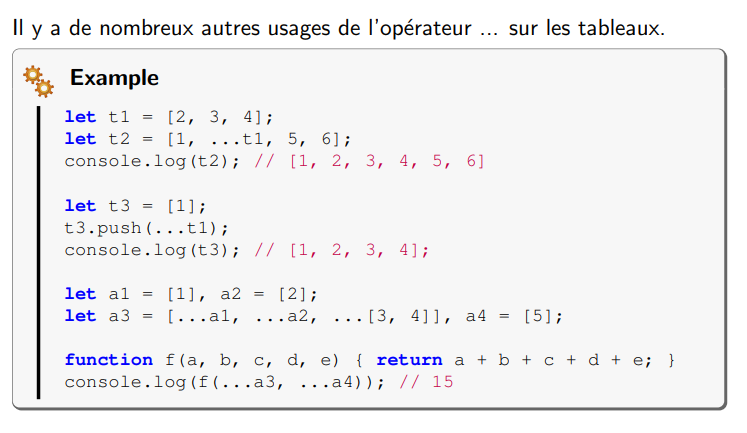 Il y a de nombreux autres usages de l'opérateur ... sur les tableaux.
Example
let t1 = [2, 3, 4];
let t2 = [1, ...t1, 5, 6];
console.log(t2); // [1, 2, 3, 4, 5, 6]
let t3 = [1];
t3.push(...t1);
console.log(t3); // [1, 2, 3, 4];
let a1 = [1], a2 = [2];
let a3 = [...a1, ...a2, ...[3, 4]], a4 = [5];
function f(a, b, c, d, e) { return a + b + c + d + e; }
console.log(f(...a3, ...a4)); // 15